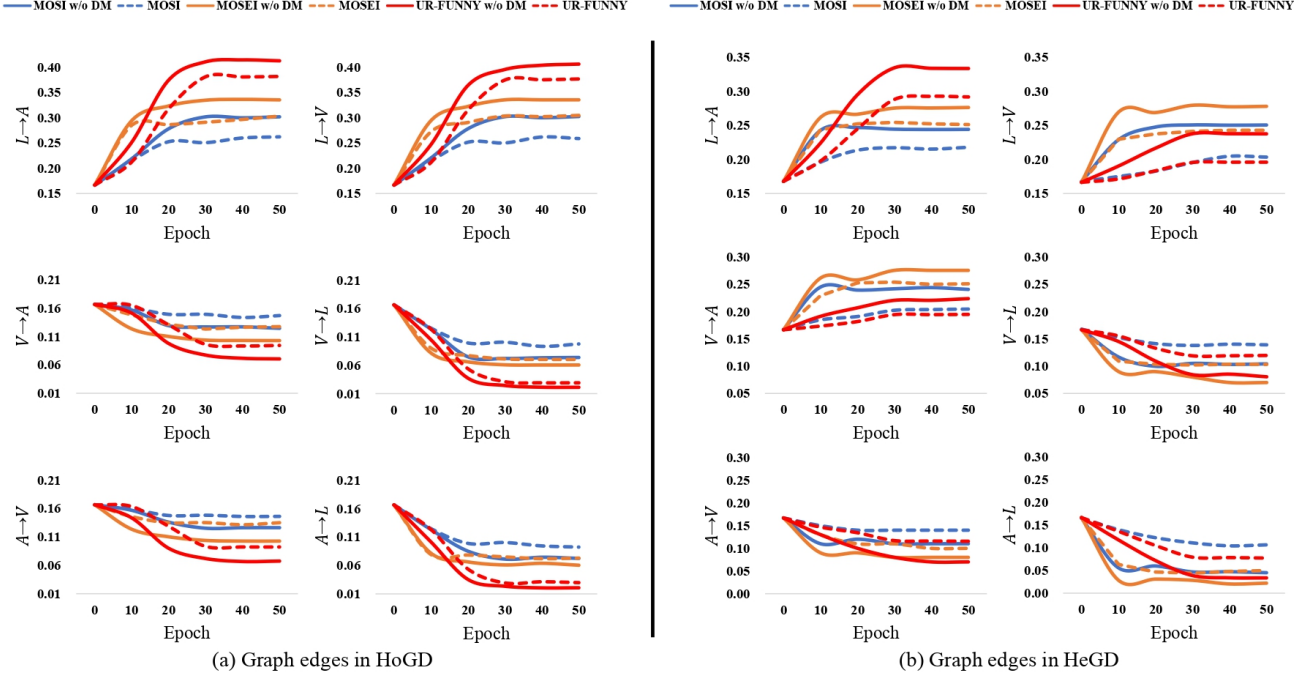 MOSI w/o DM MOSI MOSEI w/o DM MOSEI UR-FUNNY w/o DM UR-FUNNY
L→A
0.40
0.35
0.30
0.25
0.20
0.15
0 10 20 30 40 50
Epoch
L→V
0.40
0.35
0.30
0.25
0.20
0.15
0 10 20 30 40 50
Epoch
V→A
0.21
0.16
0.11
0.06
0.01
0 10 20 30 40 50
Epoch
V→L
0.21
0.16
0.11
0.06
0.01
0 10 20 30 40 50
Epoch
A→V
0.21
0.16
0.11
0.06
0.01
0 10 20 30 40 50
Epoch
A→L
0.21
0.16
0.11
0.06
0.01
0 10 20 30 40 50
Epoch
(a) Graph edges in HoGD
MOSI w/o DM MOSI MOSEI w/o DM MOSEI UR-FUNNY w/o DM UR-FUNNY
L→A
0.35
0.30
0.25
0.20
0.15
0 10 20 30 40 50
Epoch
L→V
0.35
0.30
0.25
0.20
0.15
0 10 20 30 40 50
Epoch
V→A
0.30
0.25
0.20
0.15
0.10
0.05
0 10 20 30 40 50
Epoch
V→L
0.30
0.25
0.20
0.15
0.10
0.05
0 10 20 30 40 50
Epoch
A→V
0.30
0.25
0.20
0.15
0.10
0.05
0.00
0 10 20 30 40 50
Epoch
A→L
0.30
0.25
0.20
0.15
0.10
0.05
0.00
0 10 20 30 40 50
Epoch
(b) Graph edges in HeGD